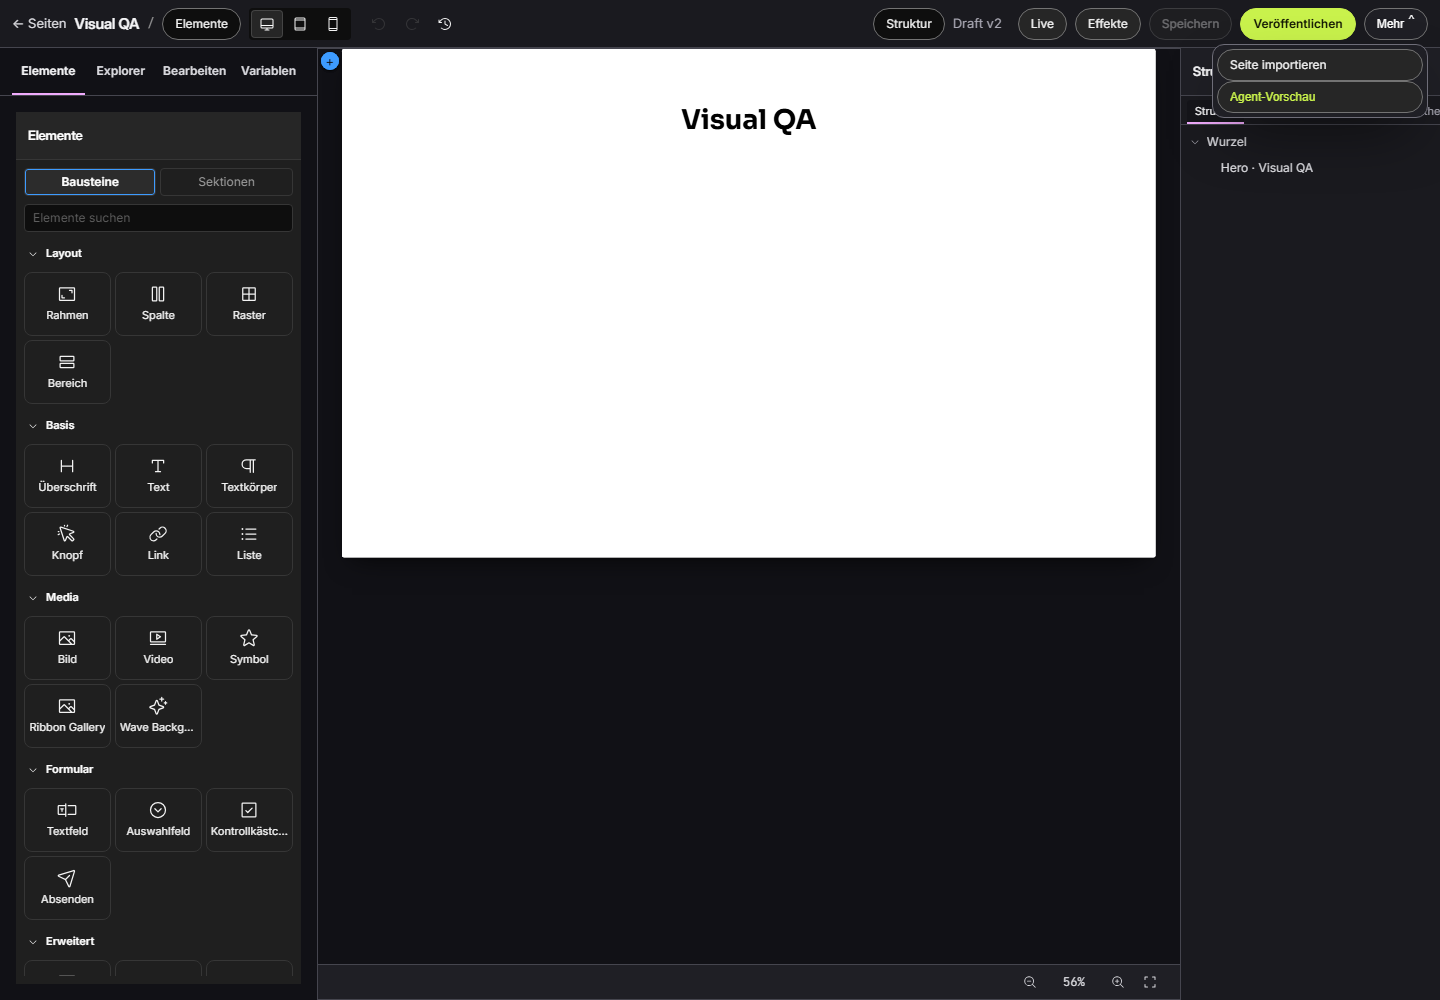 Seiten Visual QA / Elemente
Struktur Draft v2 Live Effekte Speichern Veröffentlichen Mehr
Elemente Explorer Bearbeiten Variablen
Elemente
Bausteine Sektionen
Elemente suchen
Layout
Rahmen Spalte Raster
Bereich
Basis
Überschrift Text Textkörper
Knopf Link Liste
Media
Bild Video Symbol
Ribbon Gallery Wave Backg...
Formular
Textfeld Auswahlfeld Kontrollkästc...
Absenden
Erweitert
Visual QA
56%
Seite importieren
Agent-Vorschau
Wurzel
Hero · Visual QA